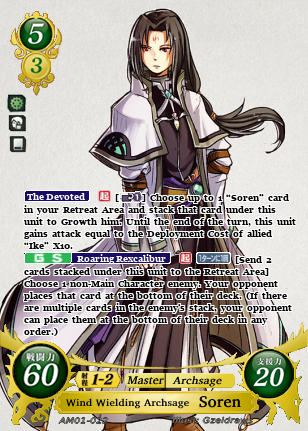 5
3
The Devoted 起 [1] Choose up to 1 "Soren" card
in your Retreat Area and stack that card under this
unit to Growth him. Until the end of the turn, this unit
gains attack equal to the Deployment Cost of allied
"Ike" X10.
G S Roaring Rexcalibur 起 1ターンに1回 [Send 2
cards stacked under this unit to the Retreat Area]
Choose 1 non-Main Character enemy. Your opponent
places that card at the bottom of their deck. (If there
are multiple cards in the enemy's stack, your opponent
can place them at the bottom of their deck in any
order.)
戦闘力
60
1-2 Master Archsage
支援力
20
Wind Wielding Archsage Soren